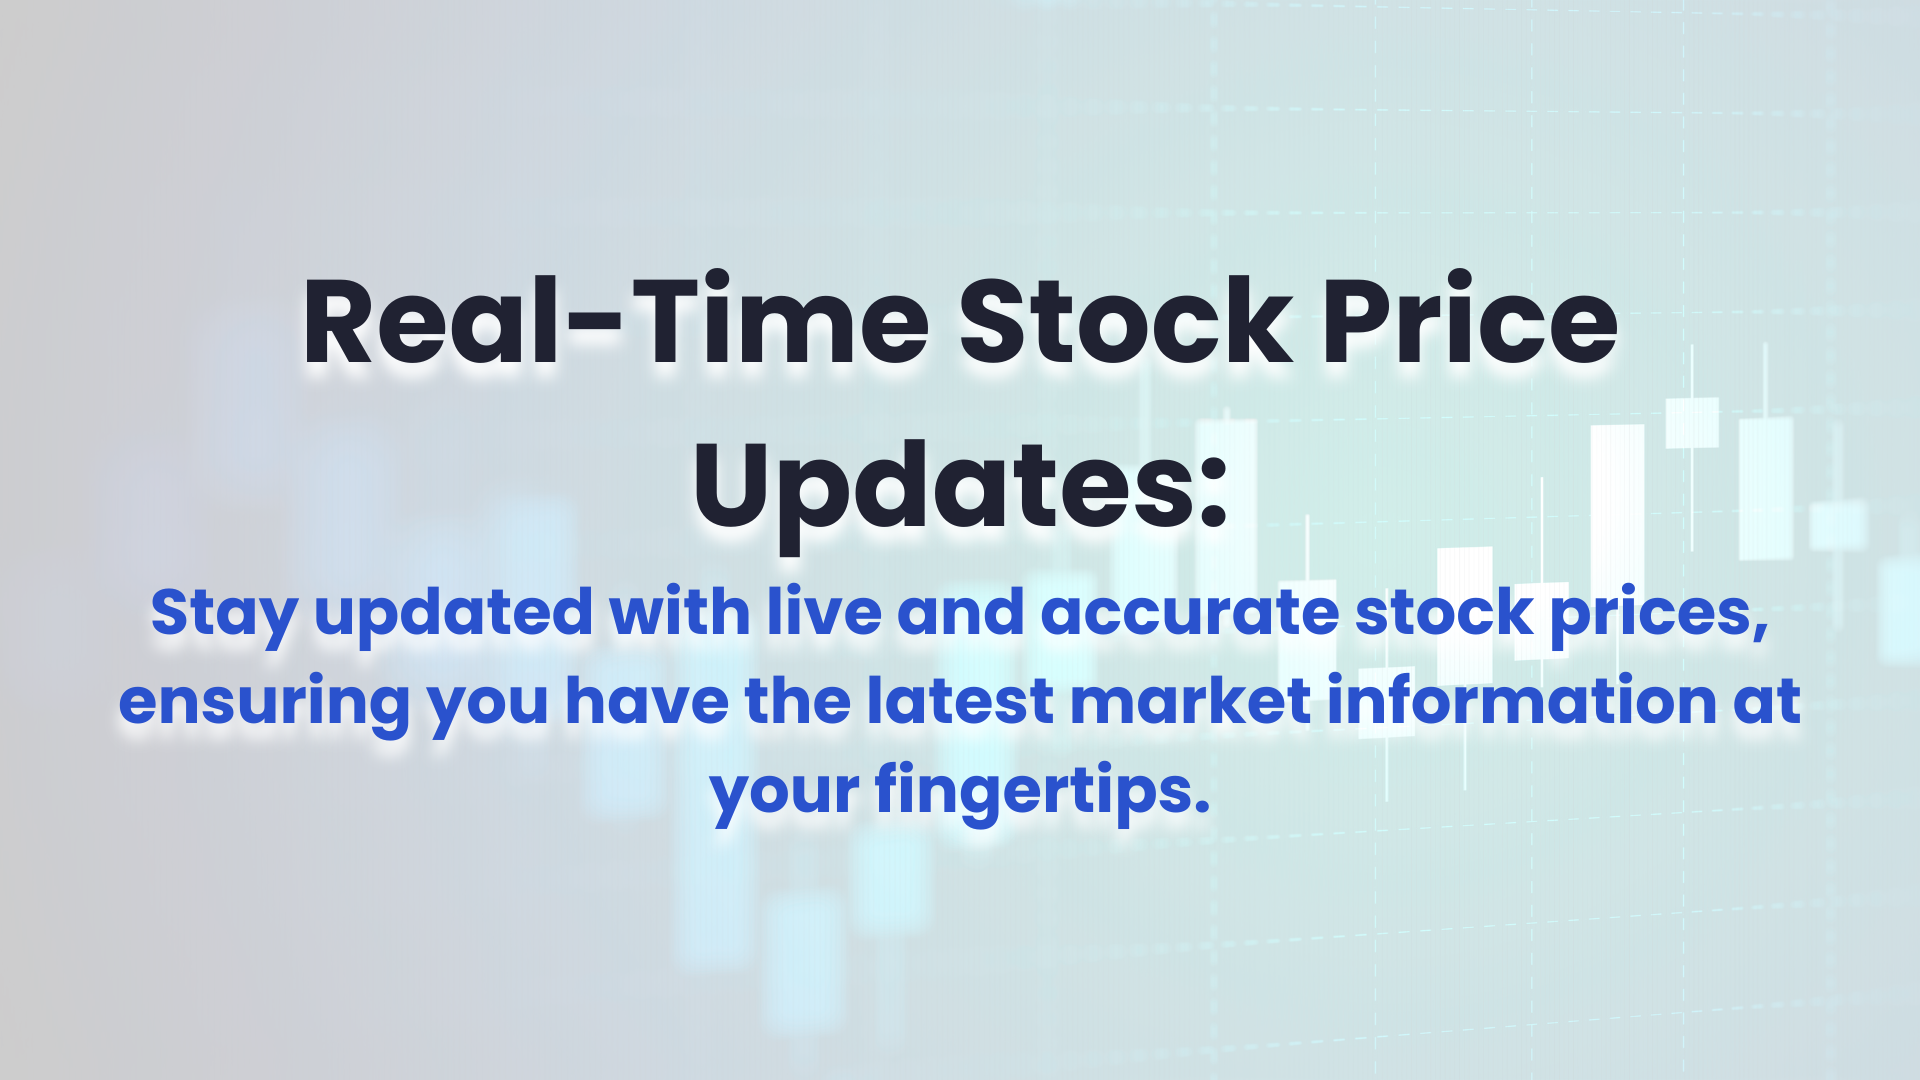 Real-Time Stock Price
Updates:
Stay updated with live and accurate stock prices,
ensuring you have the latest market information at
your fingertips.